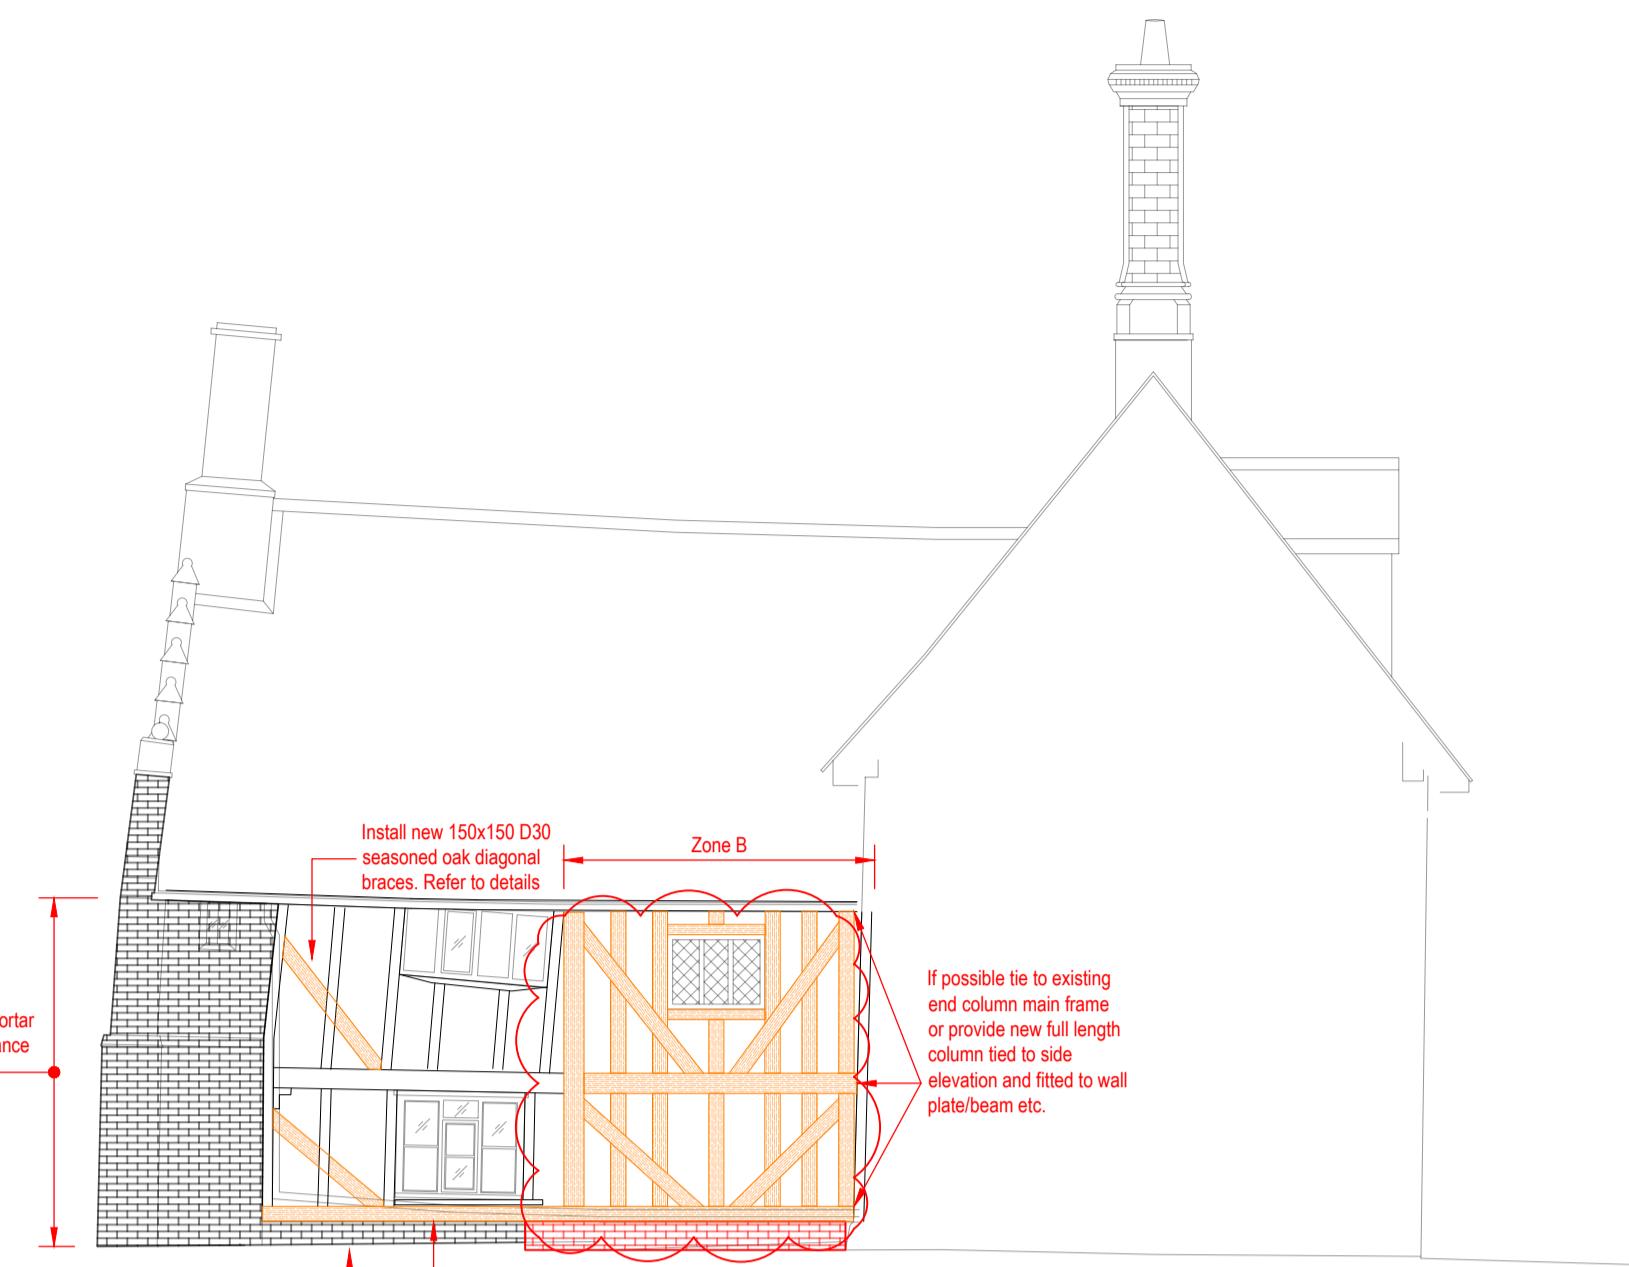 Install new 150x150 D30
seasoned oak diagonal
braces. Refer to details
Zone B
If possible tie to existing
end column main frame
or provide new full length
column tied to side
elevation and fitted to wall
plate/beam etc.
ortar